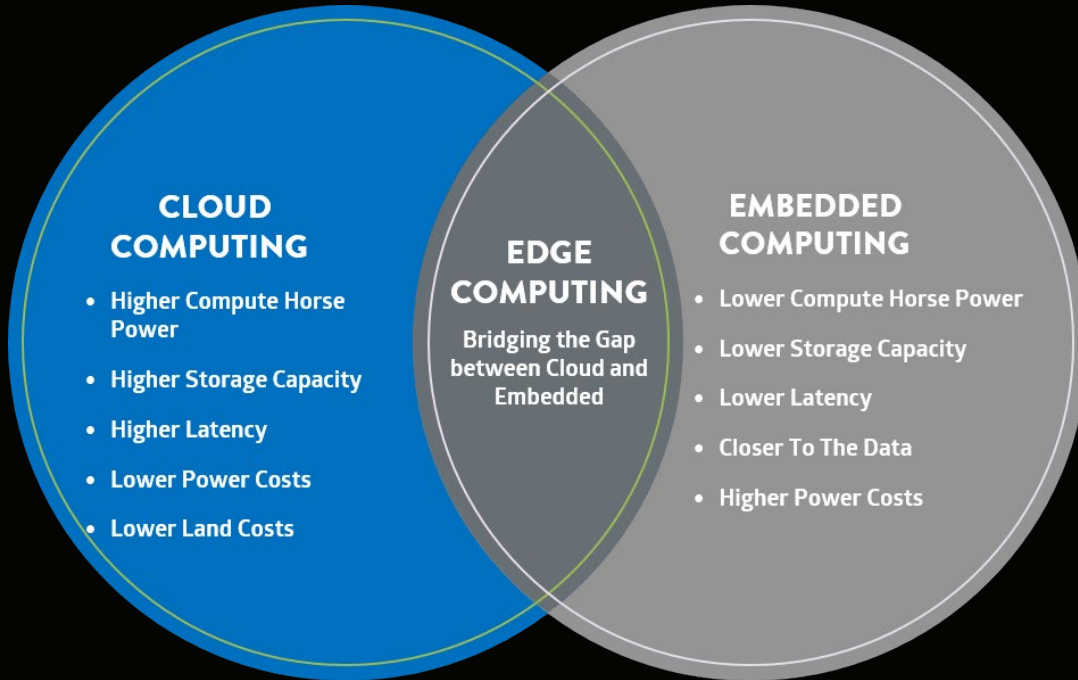 CLOUD
COMPUTING
• Higher Compute Horse
Power
• Higher Storage Capacity
• Higher Latency
• Lower Power Costs
• Lower Land Costs
EDGE
COMPUTING
Bridging the Gap
between Cloud and
Embedded
EMBEDDED
COMPUTING
• Lower Compute Horse Power
• Lower Storage Capacity
• Lower Latency
• Closer To The Data
• Higher Power Costs